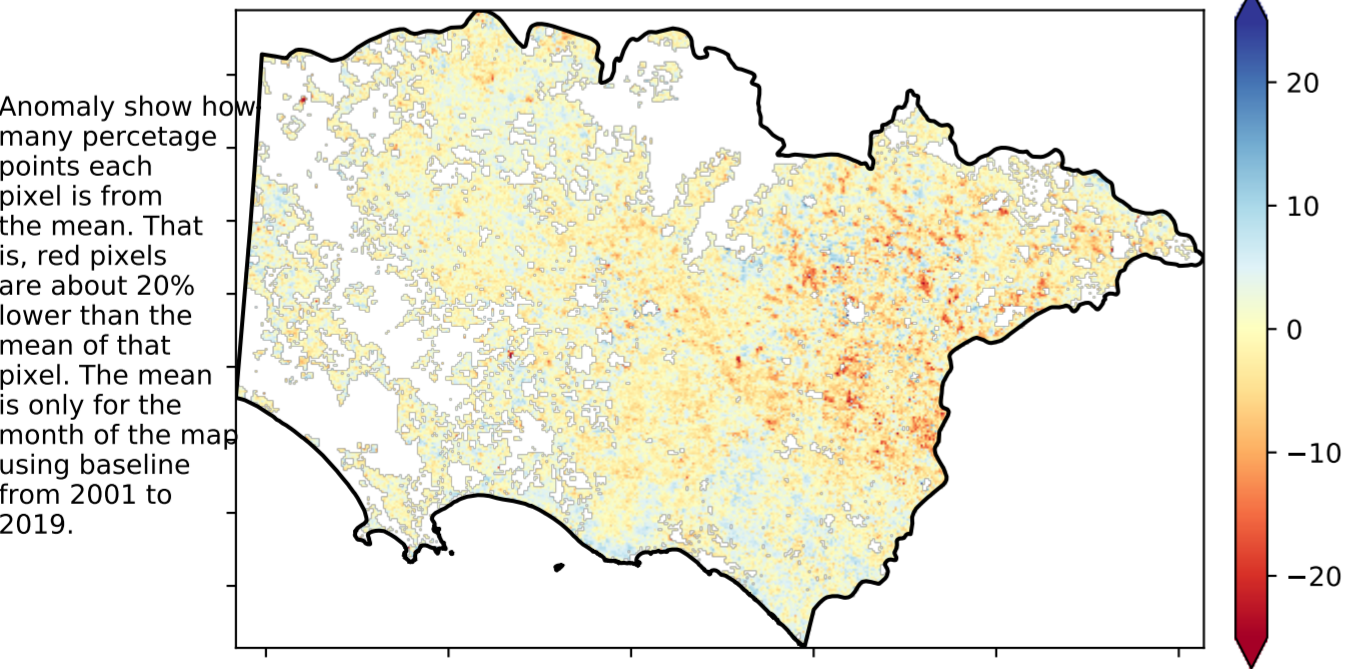 Anomaly show how
many percetage
points each
pixel is from
the mean. That
is, red pixels
are about 20%
lower than the
mean of that
pixel. The mean
is only for the
month of the map
using baseline
from 2001 to
2019.
20
10
0
−10
−20